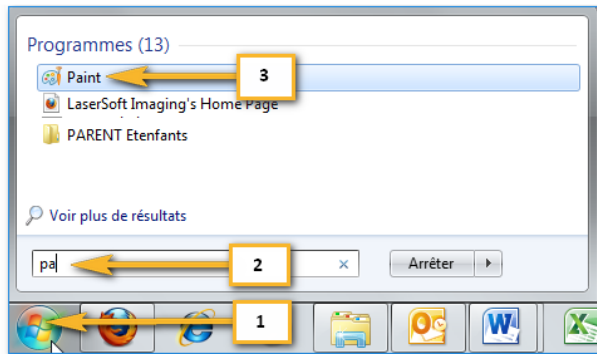 Programmes (13)
Paint
3
LaserSoft Imaging's Home Page
PARENT Etenfants
Voir plus de résultats
pa
2
Arrêter
1